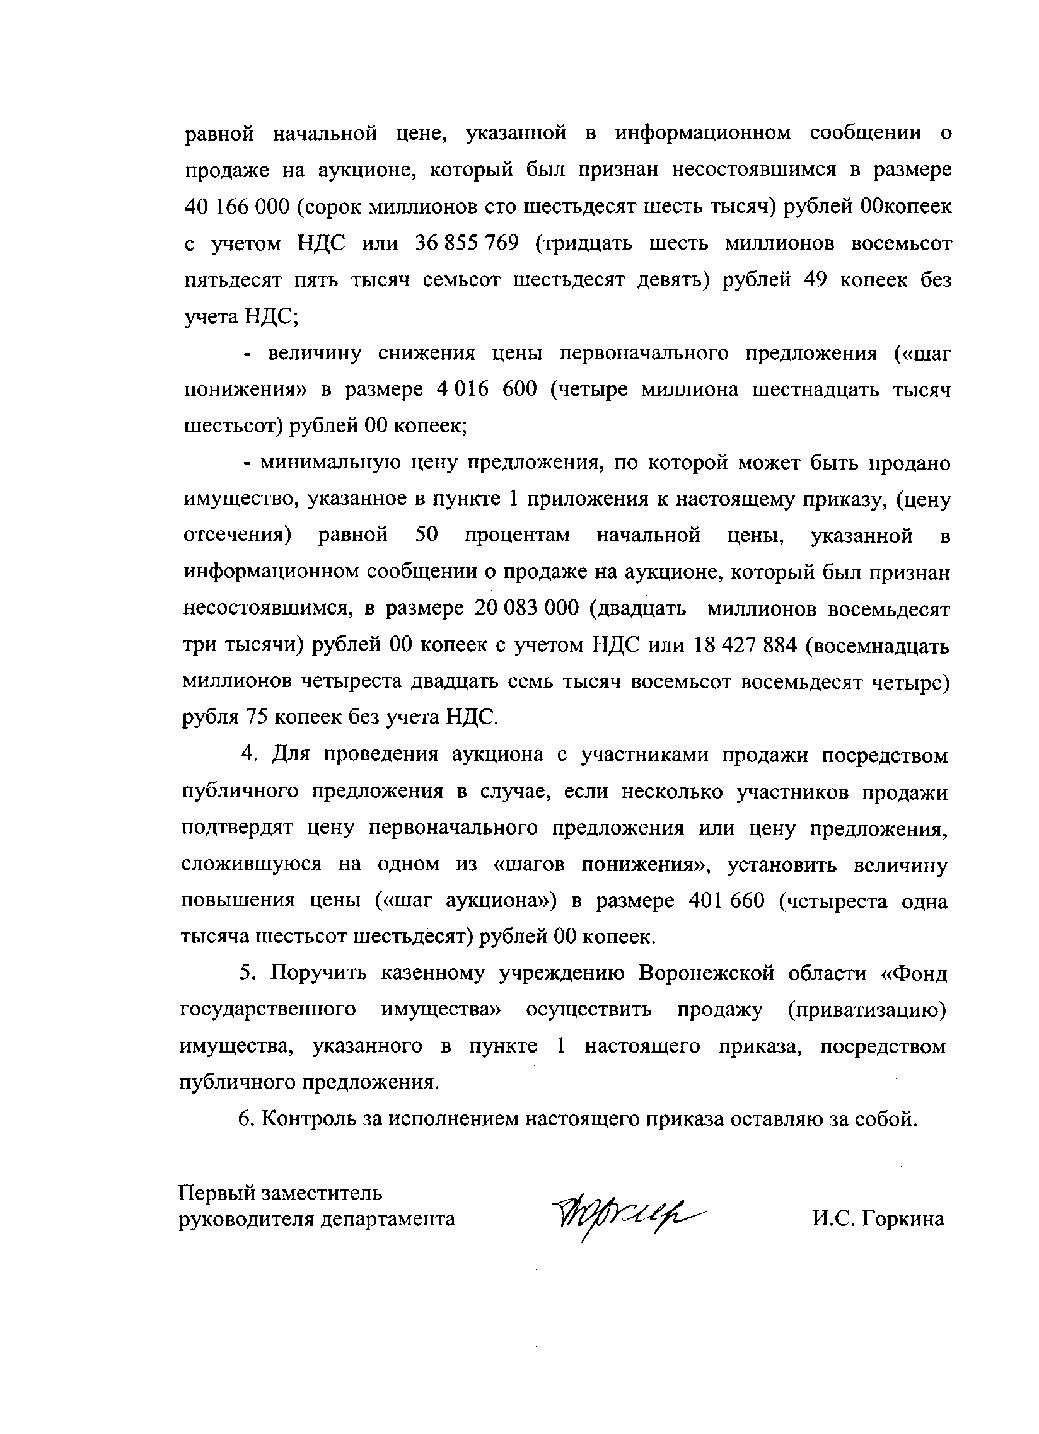 равной начальной цене, указанной в информационном сообщении о
продаже на аукционе, который был признан несостоявшимся в размере
40 166 000 (сорок миллионов сто шестьдесят шесть тысяч) рублей 00копеек
с учетом НДС или 36 855 769 (тридцать шесть миллионов восемьсот
пятьдесят пять тысяч семьсот шестьдесят девять) рублей 49 копеек без
учета НДС;
- величину снижения цены первоначального предложения («шаг
понижения» в размере 4 016 600 (четыре миллиона шестнадцать тысяч
шестьсот) рублей 00 копеек;
- минимальную цену предложения, по которой может быть продано
имущество, указанное в пункте 1 приложения к настоящему приказу, (цену
отсечения) равной 50 процентам начальной цены, указанной в
информационном сообщении о продаже на аукционе, который был признан
несостоявшимся, в размере 20 083 000 (двадцать миллионов восемьдесят
три тысячи) рублей 00 копеек с учетом НДС или 18 427 884 (восемнадцать
миллионов четыреста двадцать семь тысяч восемьсот восемьдесят четыре)
рубля 75 копеек без учета НДС.
4. Для проведения аукциона с участниками продажи посредством
публичного предложения в случае, если несколько участников продажи
подтвердят цену первоначального предложения или цену предложения,
сложившуюся на одном из «шагов понижения», установить величину
повышения цены («шаг аукциона») в размере 401 660 (четыреста одна
тысяча шестьсот шестьдесят) рублей 00 копеек.
5. Поручить казенному учреждению Воронежской области «Фонд
государственного имущества» осуществить продажу (приватизацию)
имущества, указанного в пункте 1 настоящего приказа, посредством
публичного предложения.
6. Контроль за исполнением настоящего приказа оставляю за собой.
Первый заместитель
руководителя департамента И.С. Горкина